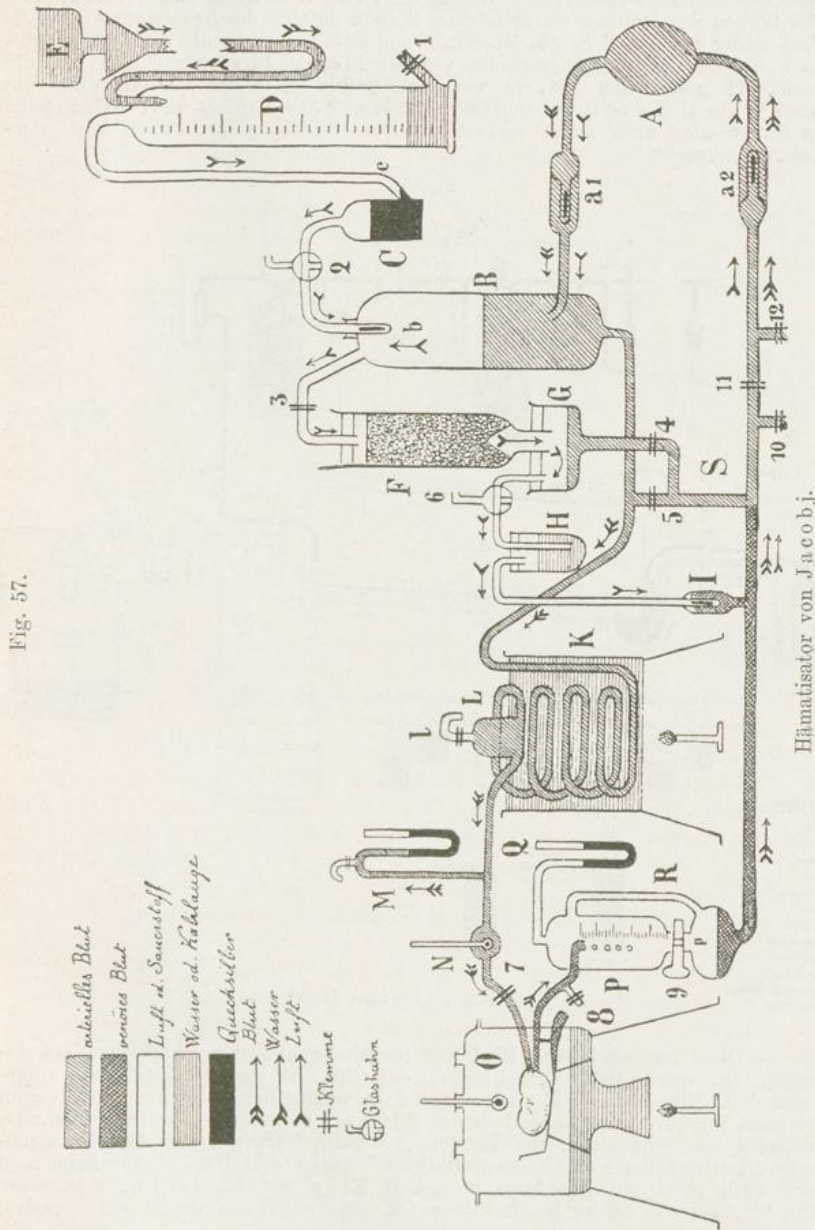 Fig. 57.
arterielles Blut
venöses Blut
Luft od. Sauerstoff
Wasser od. Kalilauge
Quecksilber
Blut
Wasser
Luft
Klemme
Glashahn
E
D
1
c
C
2
A
a1
a2
B
b
3
F
G
6
H
4
5
S
10
11
12
I
K
L
l
M
N
7
O
8
Q
R
P
p
9
Hämatisator von Jacobj.